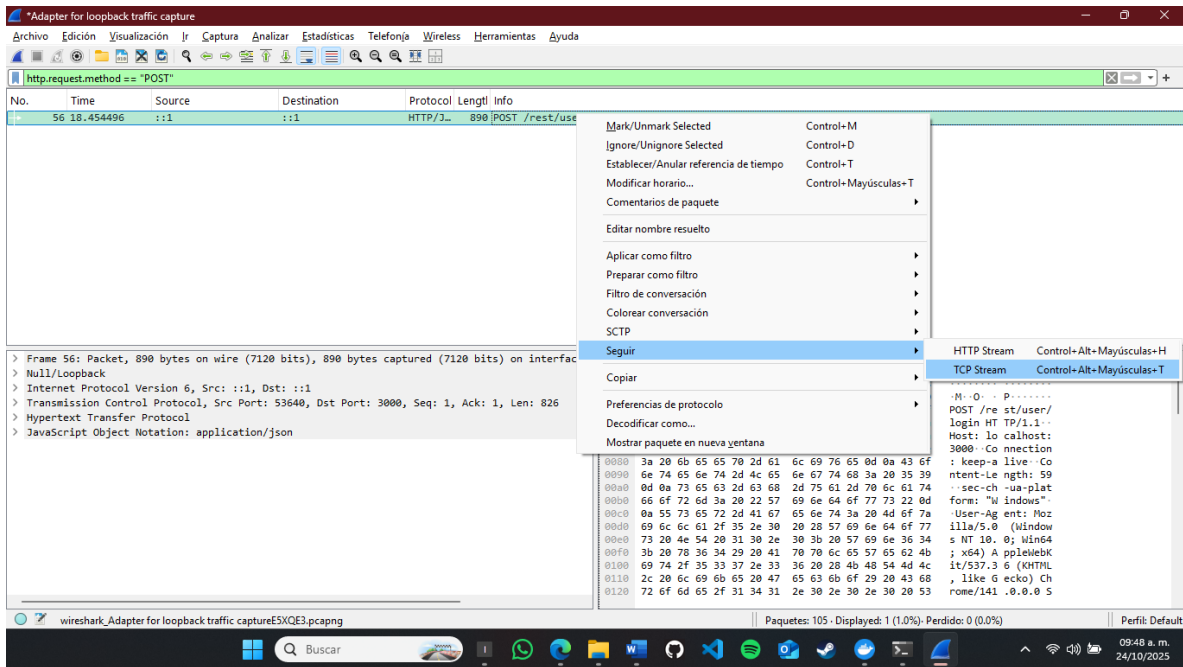 *Adapter for loopback traffic capture
Archivo Edición Visualización Ir Captura Analizar Estadísticas Telefonía Wireless Herramientas Ayuda
http.request.method == "POST"
No. Time Source Destination Protocol Lengtl Info
56 18.454496 ::1 ::1 HTTP/J… 890 POST /rest/use
Mark/Unmark Selected Control+M
Ignore/Unignore Selected Control+D
Establecer/Anular referencia de tiempo Control+T
Modificar horario... Control+Mayúsculas+T
Comentarios de paquete
Editar nombre resuelto
Aplicar como filtro
Preparar como filtro
Filtro de conversación
Colorear conversación
SCTP
Seguir
HTTP Stream Control+Alt+Mayúsculas+H
TCP Stream Control+Alt+Mayúsculas+T
Copiar
Preferencias de protocolo
Decodificar como...
Mostrar paquete en nueva ventana
> Frame 56: Packet, 890 bytes on wire (7120 bits), 890 bytes captured (7120 bits) on interfac
> Null/Loopback
> Internet Protocol Version 6, Src: ::1, Dst: ::1
> Transmission Control Protocol, Src Port: 53640, Dst Port: 3000, Seq: 1, Ack: 1, Len: 826
> Hypertext Transfer Protocol
> JavaScript Object Notation: application/json
·M··O· · P·······
POST /re st/user/
login HT TP/1.1··
Host: lo calhost:
3000··Co nnection
0080 3a 20 6b 65 65 70 2d 61 6c 69 76 65 0d 0a 43 6f : keep-a live··Co
0090 6e 74 65 6e 74 2d 4c 65 6e 67 74 68 3a 20 35 39 ntent-Le ngth: 59
00a0 0d 0a 73 65 63 2d 63 68 2d 75 61 2d 70 6c 61 74 ··sec-ch -ua-plat
00b0 66 6f 72 6d 3a 20 22 57 69 6e 64 6f 77 73 22 0d form: "W indows"·
00c0 0a 55 73 65 72 2d 41 67 65 6e 74 3a 20 4d 6f 7a ·User-Ag ent: Moz
00d0 69 6c 6c 61 2f 35 2e 30 20 28 57 69 6e 64 6f 77 illa/5.0 (Window
00e0 73 20 4e 54 20 31 30 2e 30 3b 20 57 69 6e 36 34 s NT 10. 0; Win64
00f0 3b 20 78 36 34 29 20 41 70 70 6c 65 57 65 62 4b ; x64) A ppleWebK
0100 69 74 2f 35 33 37 2e 33 36 20 28 4b 48 54 4d 4c it/537.3 6 (KHTML
0110 2c 20 6c 69 6b 65 20 47 65 63 6b 6f 29 20 43 68 , like G ecko) Ch
0120 72 6f 6d 65 2f 31 34 31 2e 30 2e 30 2e 30 20 53 rome/141 .0.0.0 S
wireshark_Adapter for loopback traffic captureE5XQE3.pcapng
Paquetes: 105 · Displayed: 1 (1.0%) · Perdido: 0 (0.0%)
Perfil: Default
Buscar
09:48 a. m.
24/10/2025